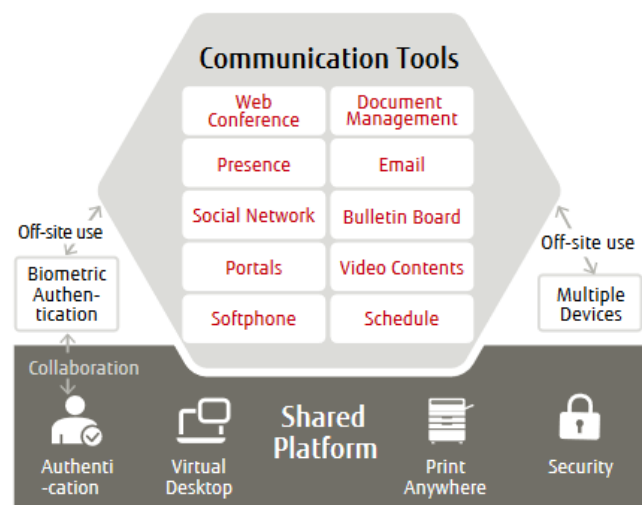 Communication Tools
Web
Conference
Document
Management
Presence
Email
Social Network
Bulletin Board
Portals
Video Contents
Softphone
Schedule
Off-site use
Biometric
Authen-
tication
Off-site use
Multiple
Devices
Collaboration
Shared
Platform
Authenti
-cation
Virtual
Desktop
Print
Anywhere
Security